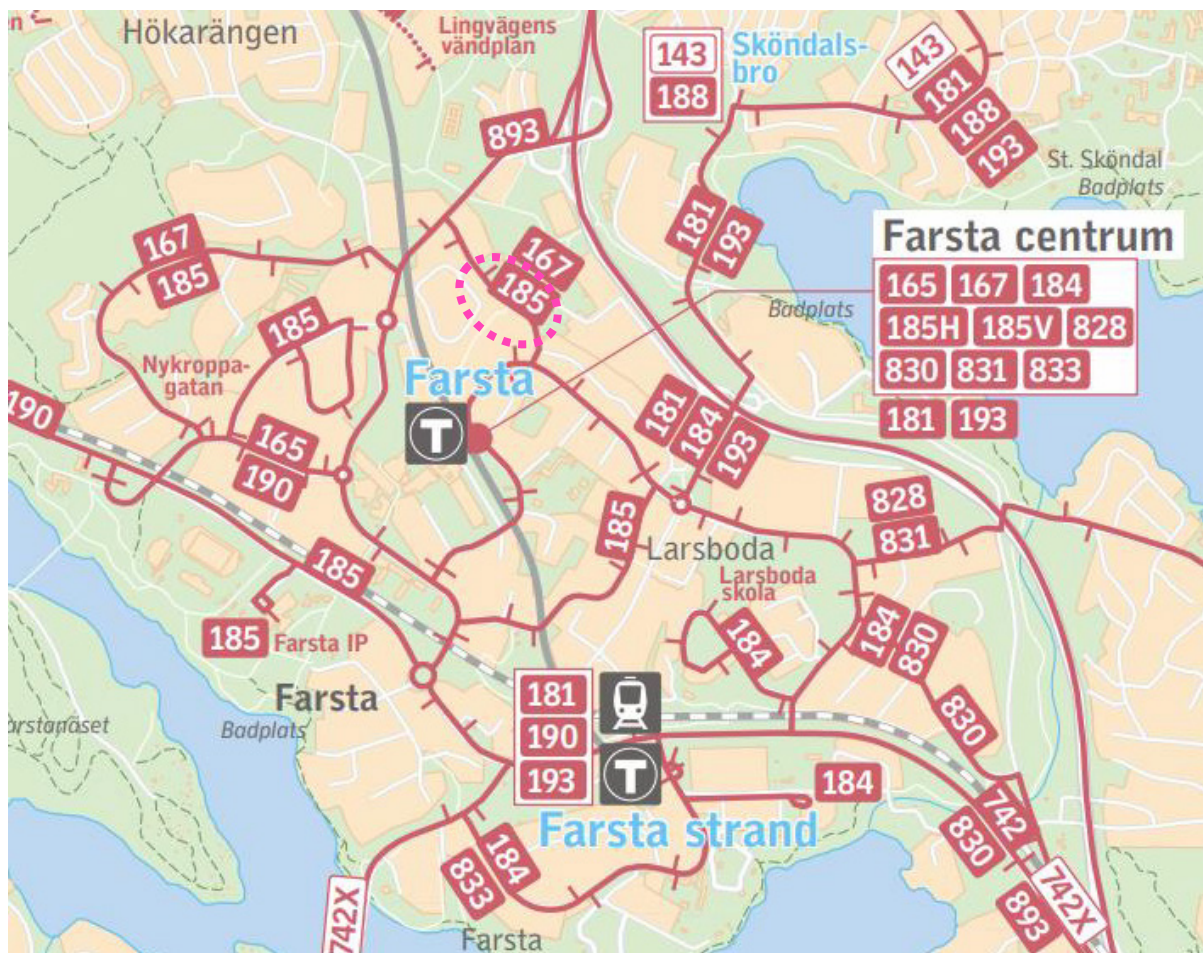 Hökarängen
Lingvägens
vändplan
143
188
Sköndals-
bro
143
181
188
193
893
St. Sköndal
Badplats
167
185
167
185
181
193
Farsta centrum
165 167 184
185H 185V 828
830 831 833
181 193
Badplats
185
Nykroppa-
gatan
Farsta
T
190
165
190
181
184
193
828
831
185
Larsboda
Larsboda
skola
185
185
Farsta IP
184
184
830
Farsta
Badplats
181
190
193
T
830
184
Farsta strand
742
830
184
833
742X
742X
893
Farsta